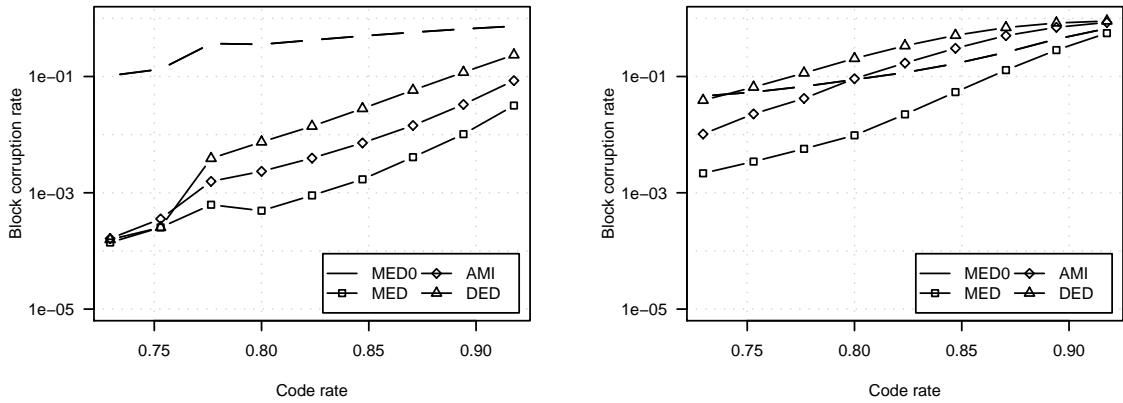 Block corruption rate
1e−01
1e−03
1e−05
0.75 0.80 0.85 0.90
Code rate
MED0 AMI
MED DED
Block corruption rate
1e−01
1e−03
1e−05
0.75 0.80 0.85 0.90
Code rate
MED0 AMI
MED DED